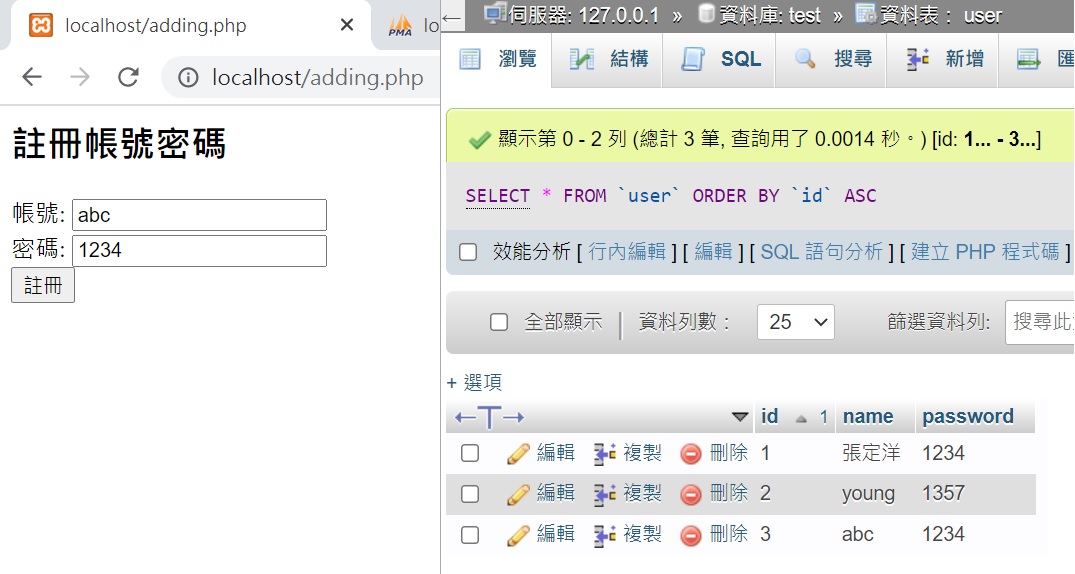 localhost/adding.php
localhost/adding.php
註冊帳號密碼
帳號: abc
密碼: 1234
註冊
PMA lo
伺服器: 127.0.0.1 » 資料庫: test » 資料表： user
瀏覽 結構 SQL 搜尋 新增 匯
顯示第 0 - 2 列 (總計 3 筆, 查詢用了 0.0014 秒。) [id: 1... - 3...]
SELECT * FROM `user` ORDER BY `id` ASC
效能分析 [ 行內編輯 ] [ 編輯 ] [ SQL 語句分析 ] [ 建立 PHP 程式碼 ]
全部顯示 | 資料列數： 25 篩選資料列: 搜尋此
+ 選項
←T→ id 1 name password
編輯 複製 刪除 1 張定洋 1234
編輯 複製 刪除 2 young 1357
編輯 複製 刪除 3 abc 1234